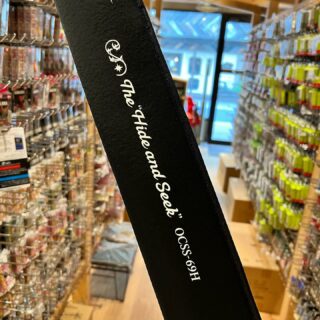 The "Hide and Seek" OCSS-69H